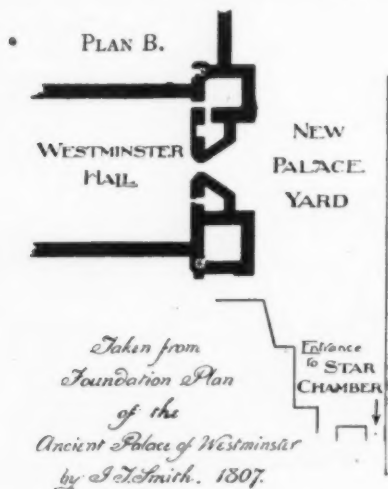 PLAN B.
WESTMINSTER
HALL
NEW
PALACE
YARD
Entrance
to STAR
CHAMBER
Taken from
Foundation Plan
of the
Ancient Palace of Westminster
by J. T. Smith. 1807.